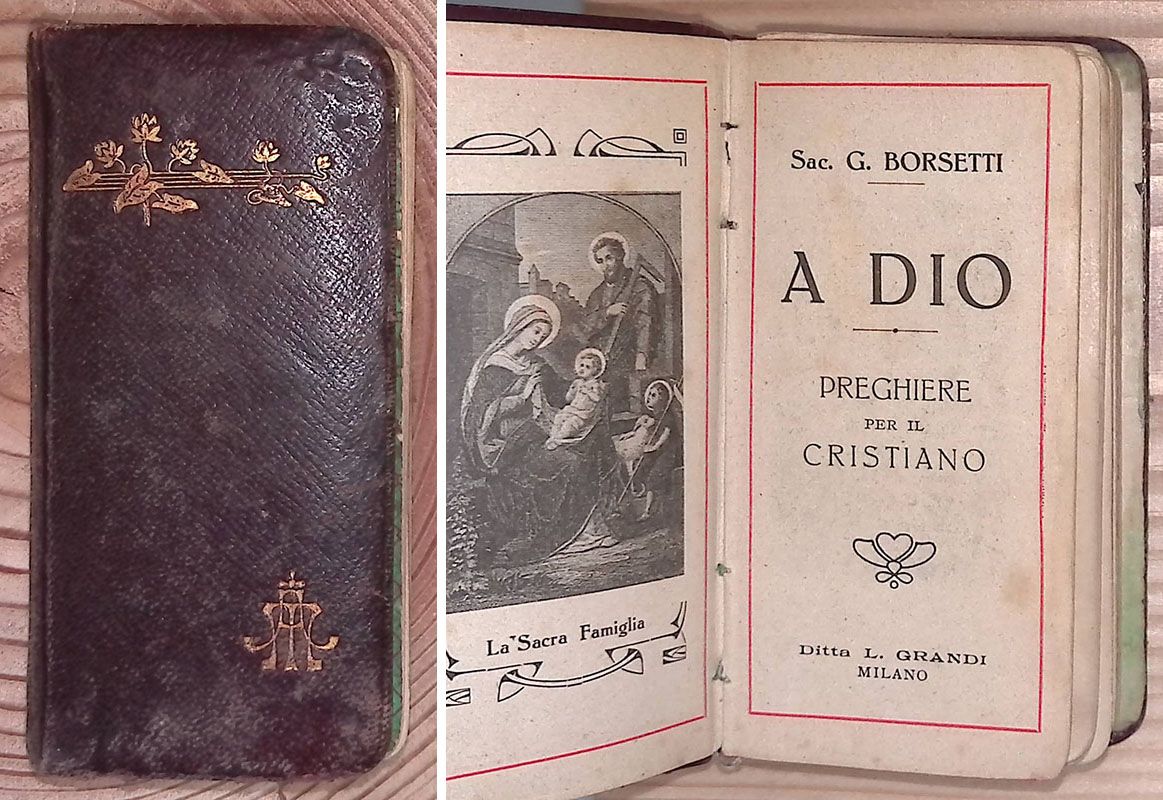 La Sacra Famiglia
Sac. G. BORSETTI
A DIO
PREGHIERE
PER IL
CRISTIANO
Ditta L. GRANDI
MILANO